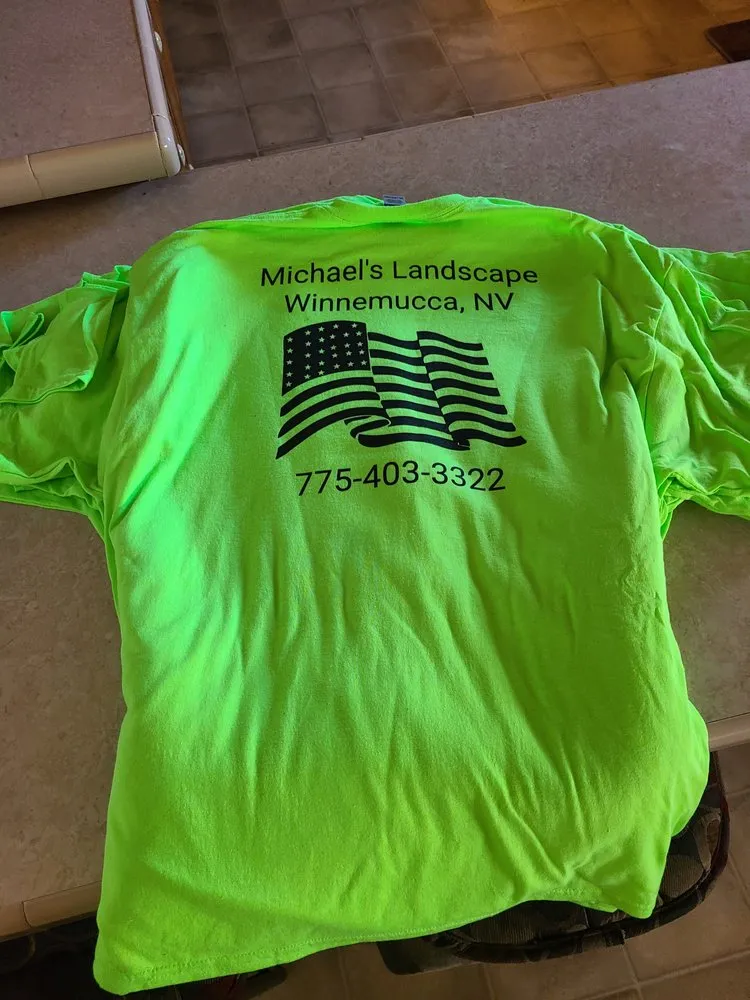 Michael's Landscape
Winnemucca, NV
775-403-3322